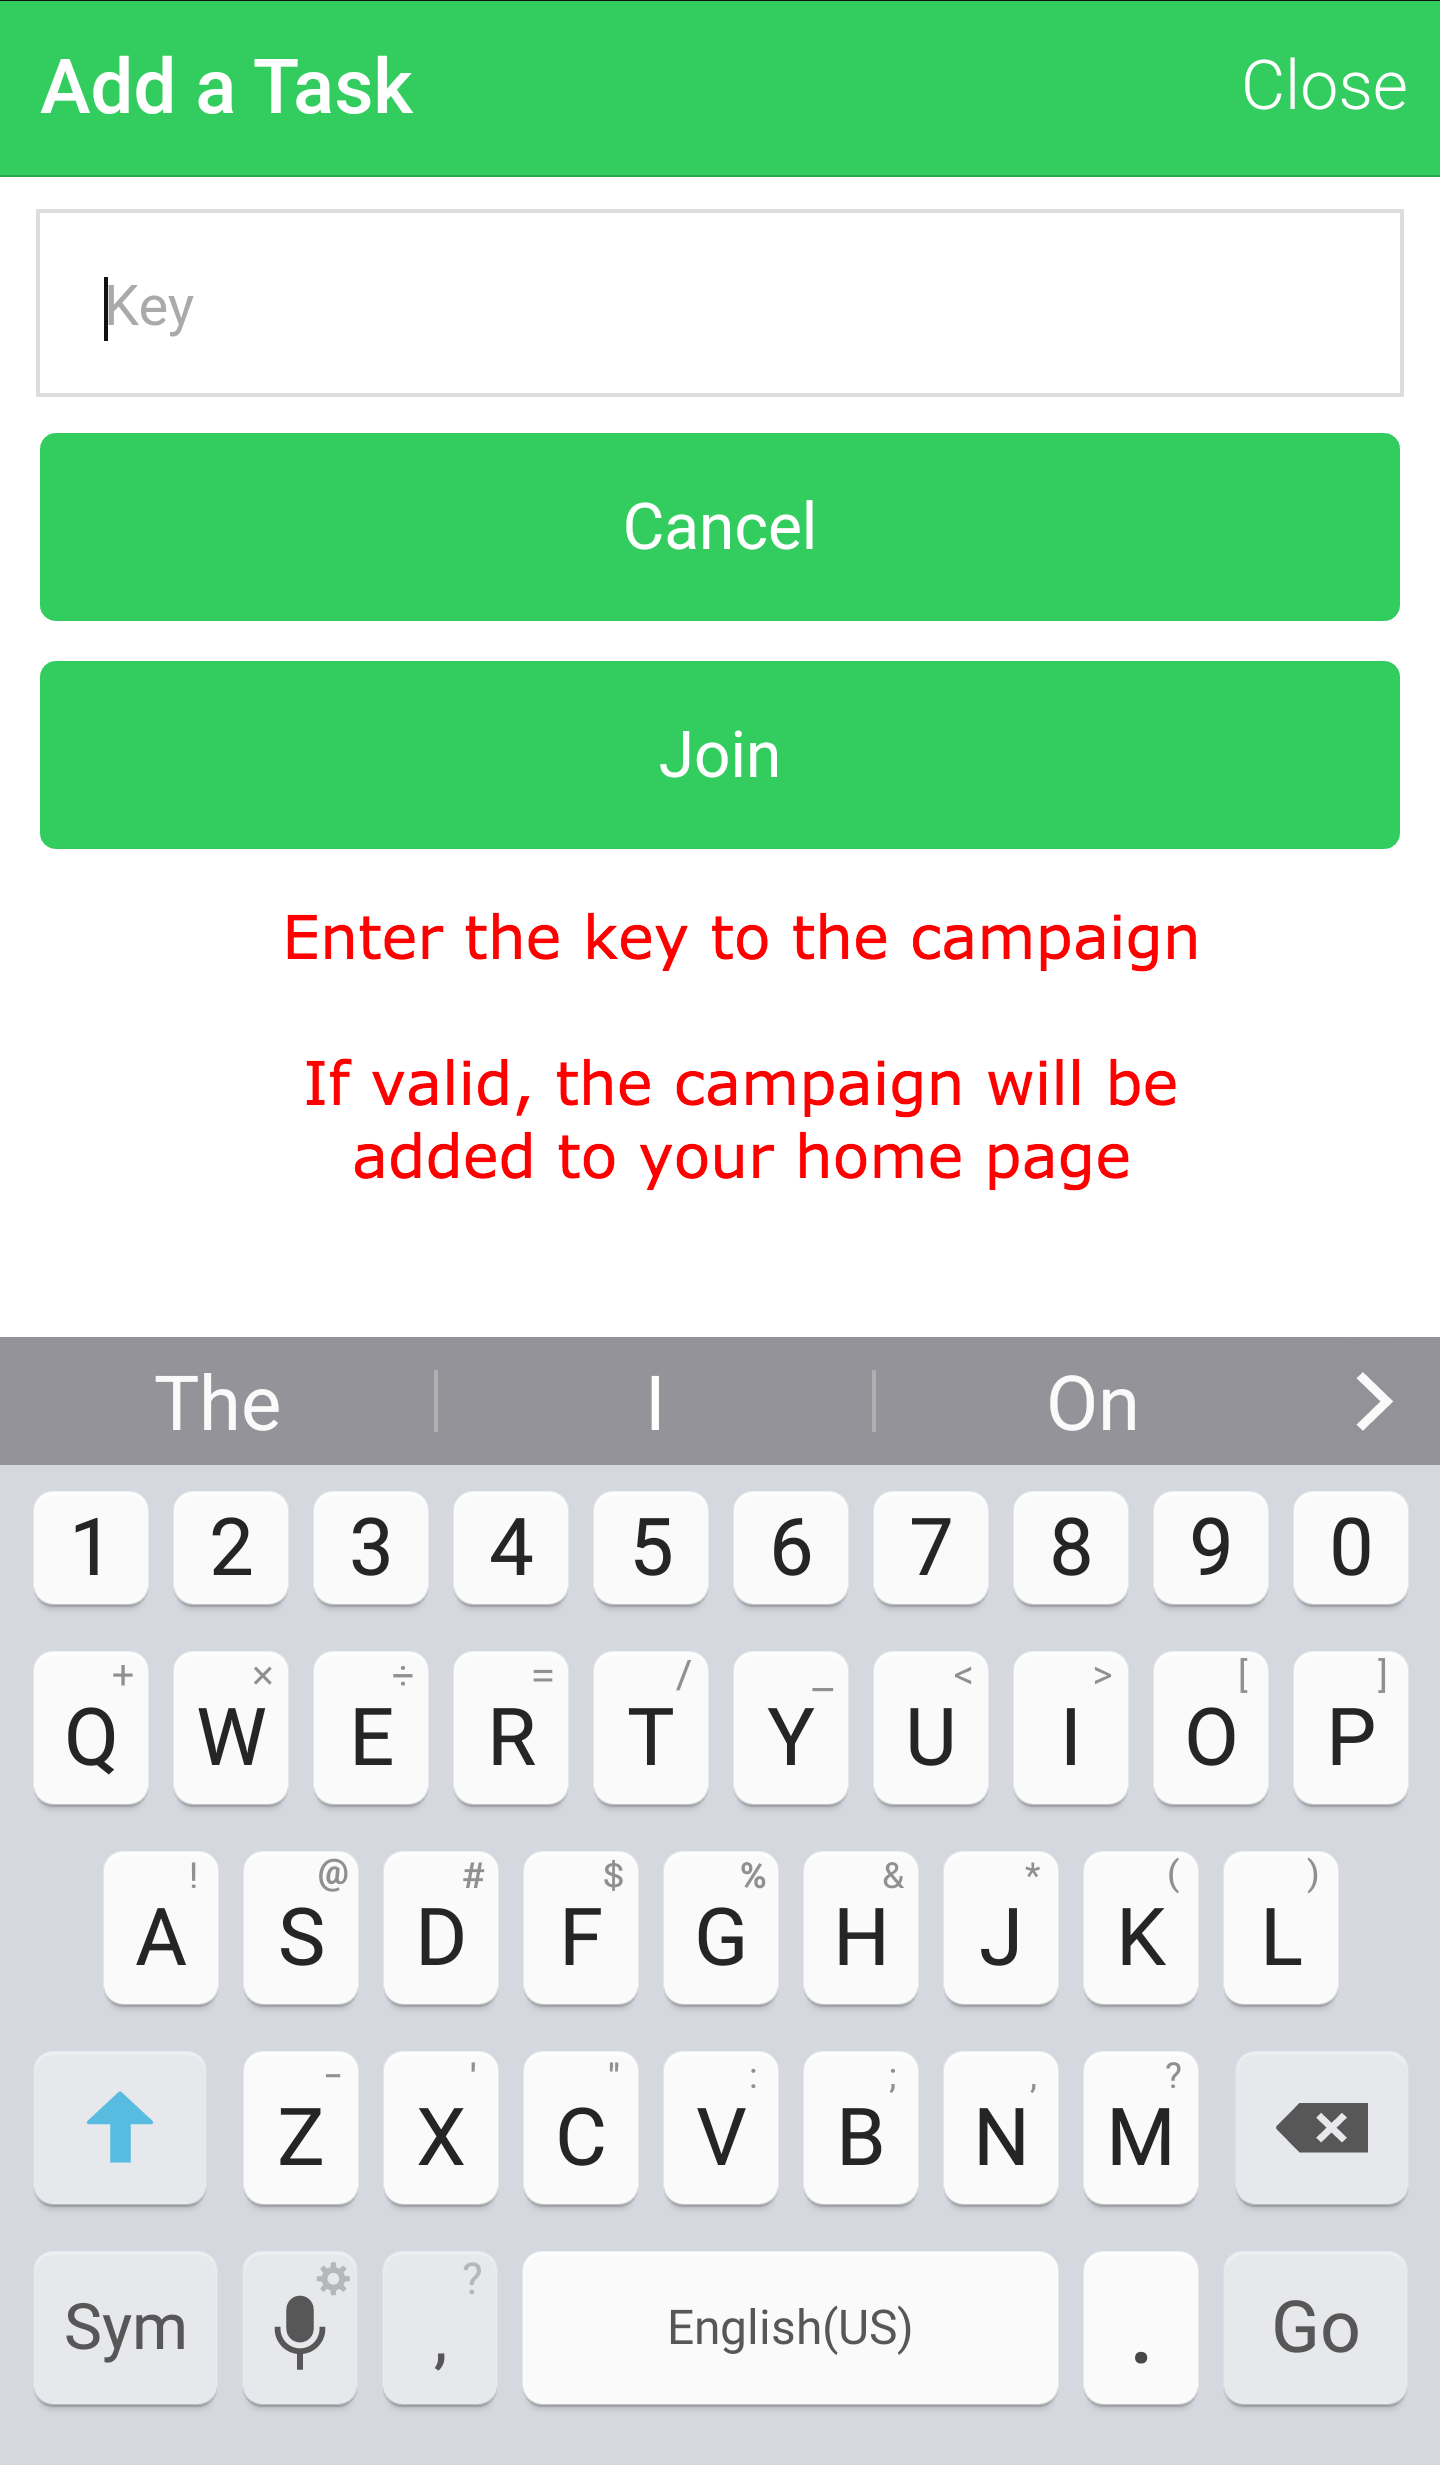 Add a Task Close
Key
Cancel
Join
Enter the key to the campaign
If valid, the campaign will be
added to your home page
The I On
1 2 3 4 5 6 7 8 9 0
+ × ÷ = / _ < > [ ]
Q W E R T Y U I O P
! @ # $ % & * ( )
A S D F G H J K L
- ' " : ; , ?
Z X C V B N M
?
Sym , English(US) . Go